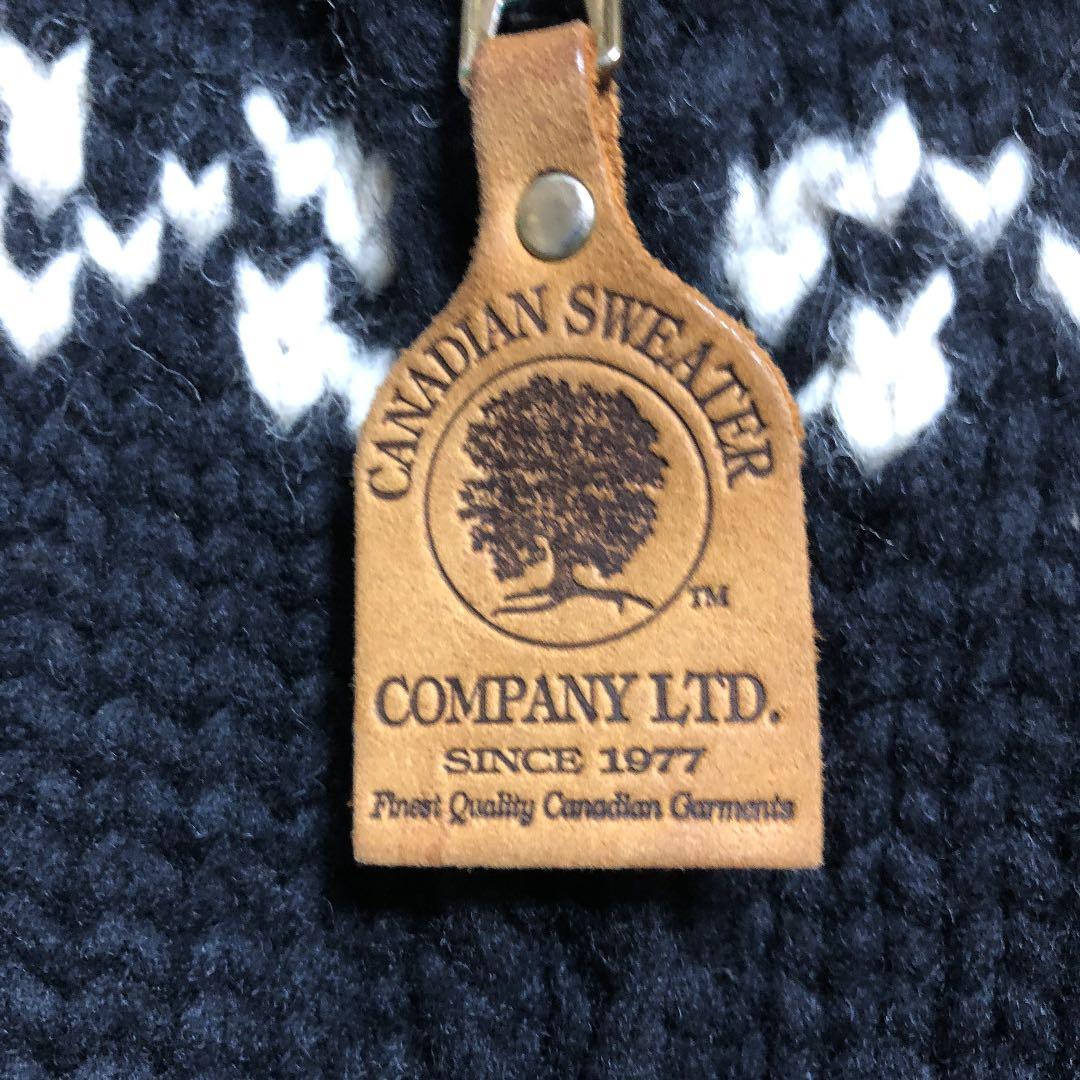 CANADIAN SWEATER
TM
COMPANY LTD.
SINCE 1977
Finest Quality Canadian Garments